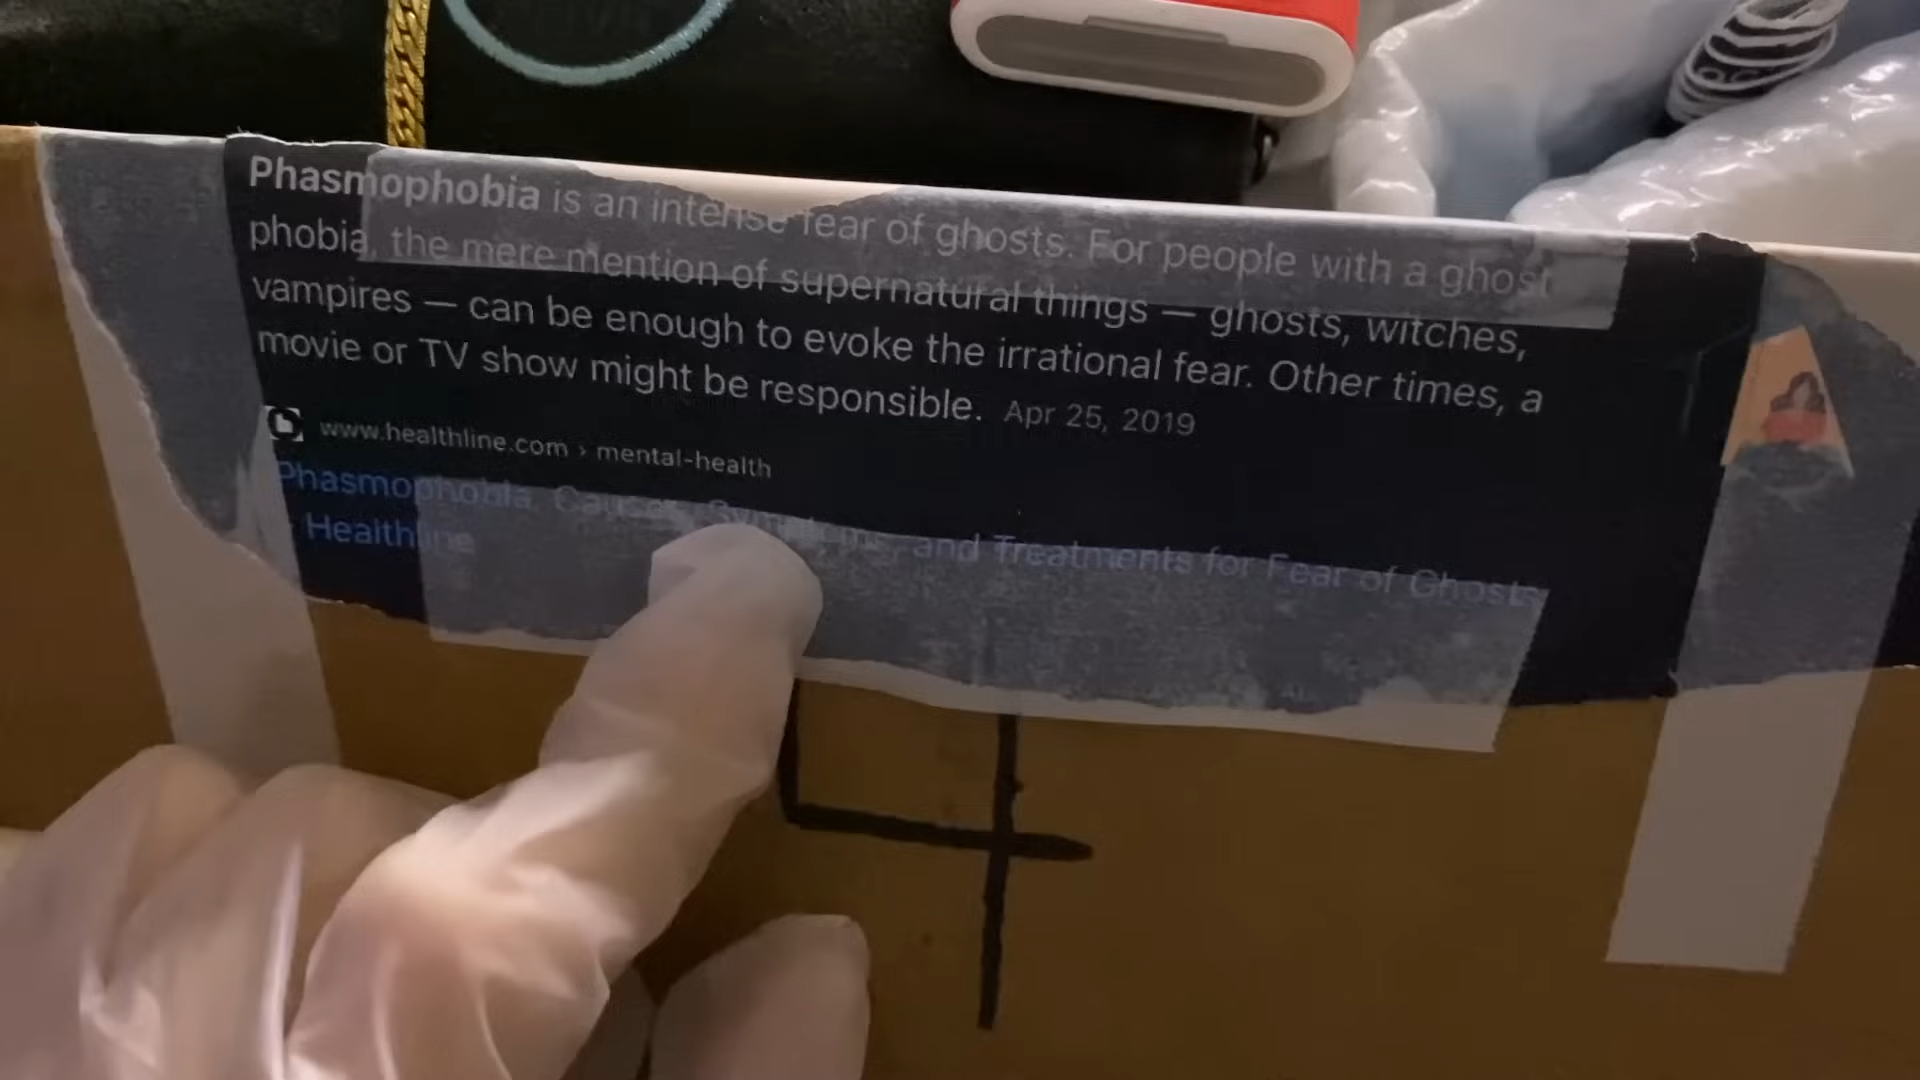 Phasmophobia is an intense fear of ghosts. For people with a ghost
phobia, the mere mention of supernatural things — ghosts, witches,
vampires — can be enough to evoke the irrational fear. Other times, a
movie or TV show might be responsible. Apr 25, 2019
www.healthline.com › mental-health
Phasmophobia: Causes, Symptoms, and Treatments for Fear of Ghosts
Healthline
4